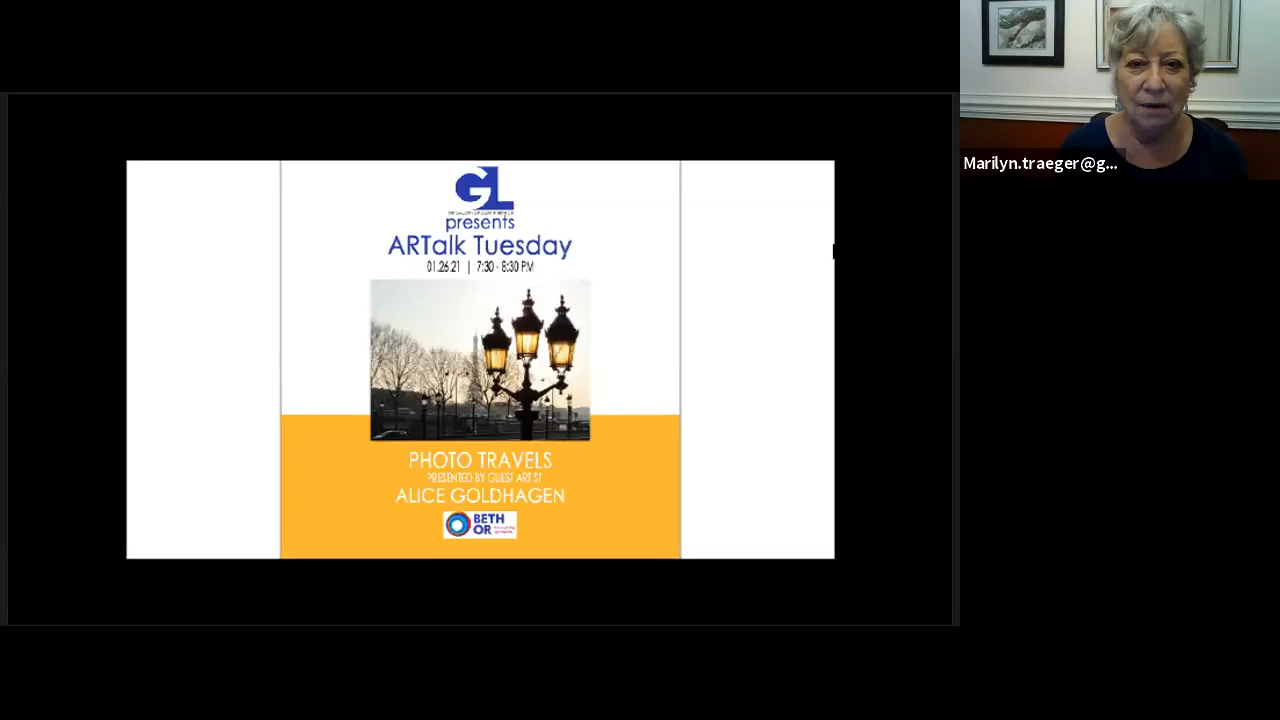 GL
presents
ARTalk Tuesday
01.26.21 | 7:30 - 8:30 PM
PHOTO TRAVELS
PRESENTED BY GUEST ARTIST
ALICE GOLDHAGEN
BETH
OR
Marilyn.traeger@g...